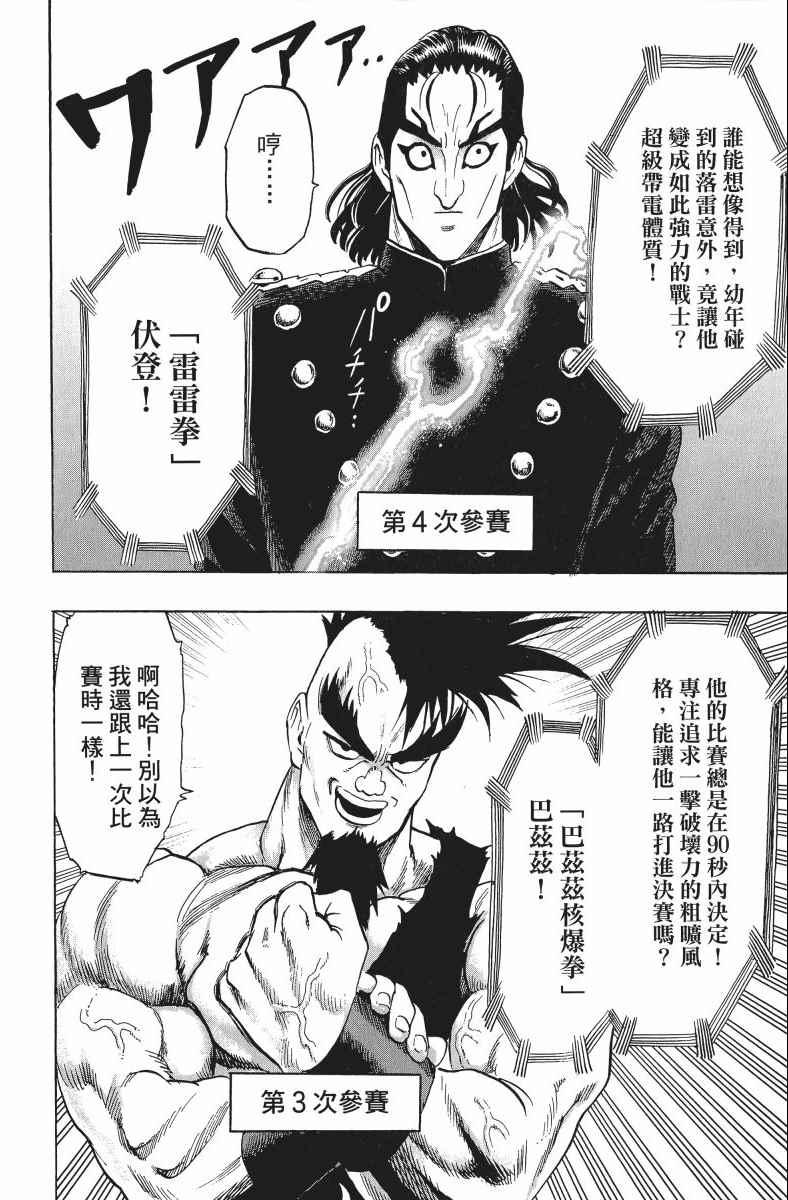 誰能想像得到，幼年碰
到的落雷意外，竟讓他
變成如此強力的戰士？
超級帶電體質！
ワァァァ..
哼……
パチチ…
「雷雷拳」
伏登！
第4次參賽
他的比賽總是在90秒內決定！
專注追求一擊破壞力的粗曠風
格，能讓他一路打進決賽嗎？
「巴茲茲核爆拳」
巴茲茲！
啊哈哈！別以為
我還跟上一次比
賽時一樣！
第3次參賽